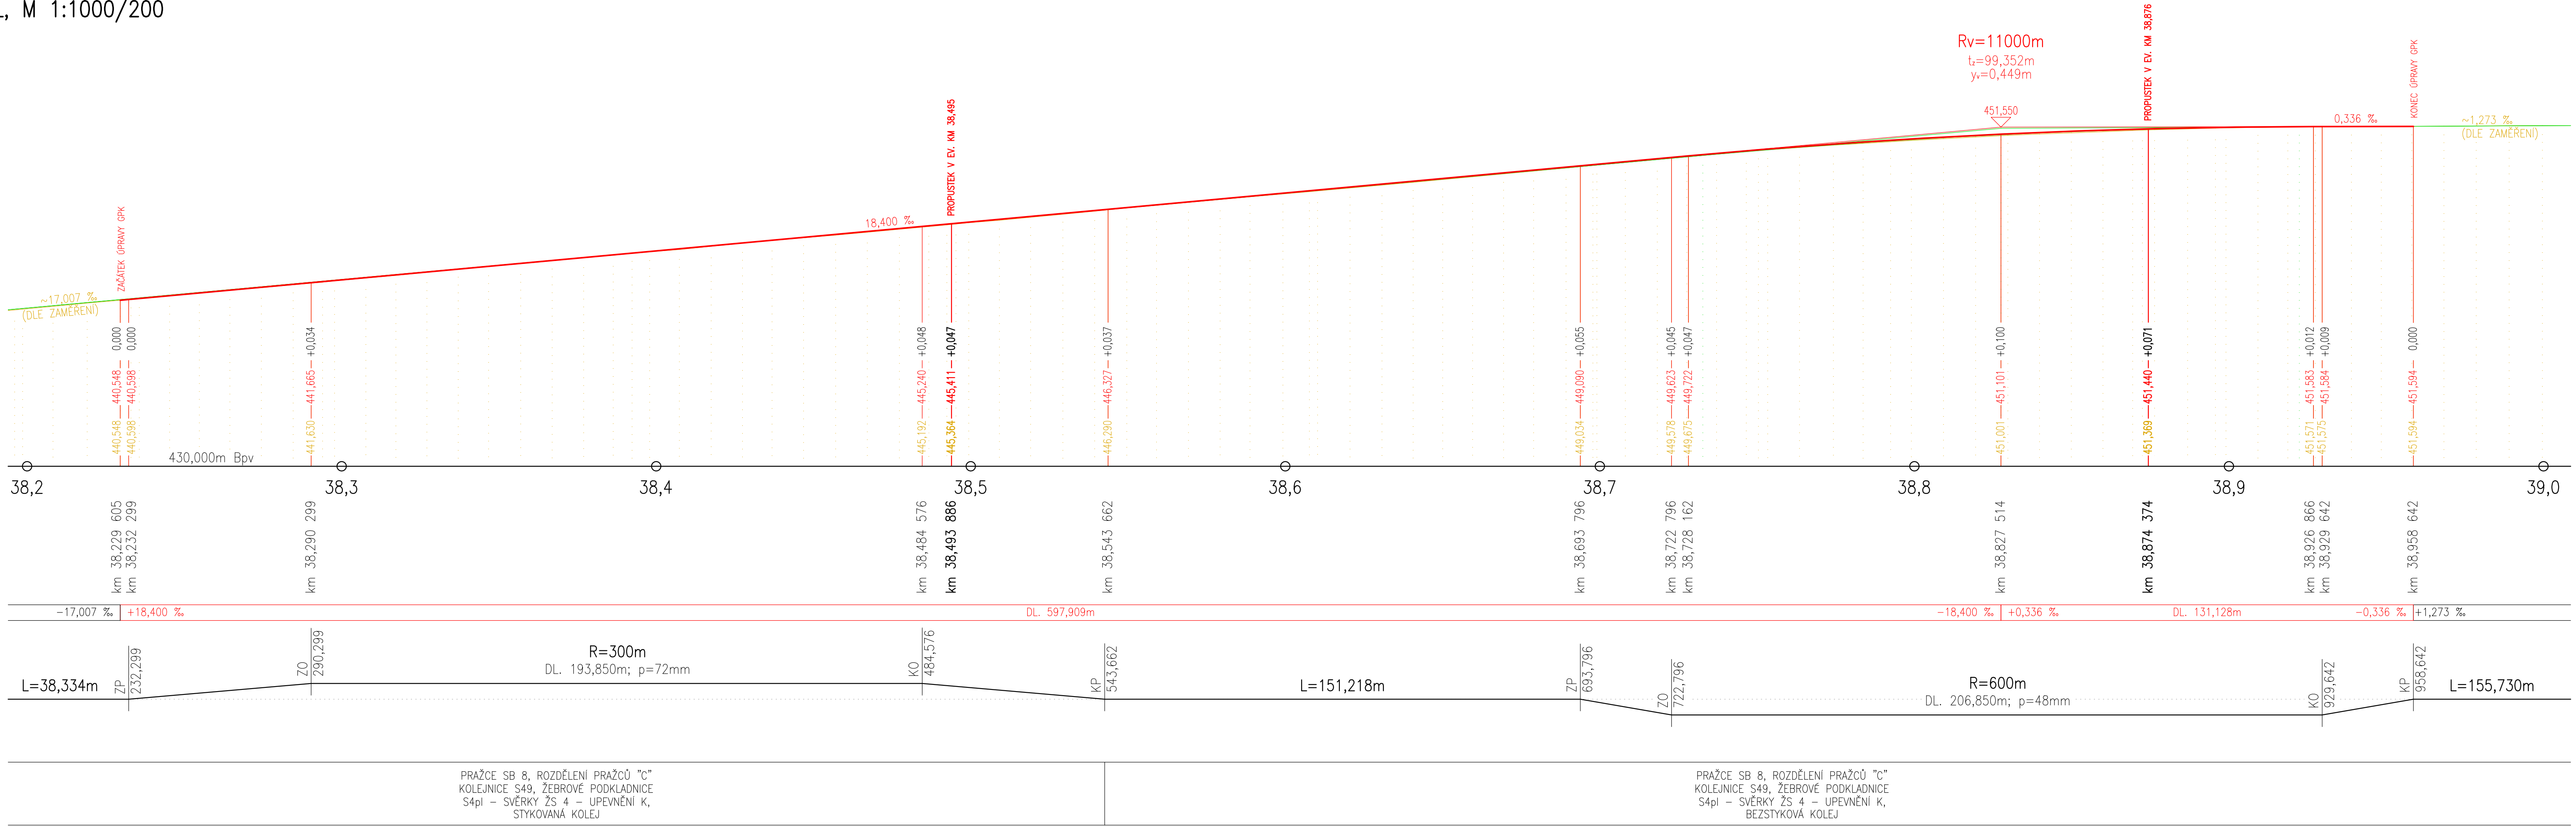 L, M 1:1000/200
Rv=11000m
tz=99,352m
yv=0,449m
451,550
PROPUSTEK V EV. KM 38,876
KONEC ÚPRAVY GPK
0,336 ‰
~1,273 ‰
(DLE ZAMĚŘENÍ)
PROPUSTEK V EV. KM 38,495
18,400 ‰
ZAČÁTEK ÚPRAVY GPK
~17,007 ‰
(DLE ZAMĚŘENÍ)
440,548 440,548 0,000
440,598 440,598 0,000
441,630 441,665 +0,034
445,192 445,240 +0,048
445,364 445,411 +0,047
446,290 446,327 +0,037
449,034 449,090 +0,055
449,578 449,623 +0,045
449,675 449,722 +0,047
451,001 451,101 +0,100
451,369 451,440 +0,071
451,571 451,583 +0,012
451,575 451,584 +0,009
451,594 451,594 0,000
430,000m Bpv
38,2 38,3 38,4 38,5 38,6 38,7 38,8 38,9 39,0
km 38,229 605
km 38,232 299
km 38,290 299
km 38,484 576
km 38,493 886
km 38,543 662
km 38,693 796
km 38,722 796
km 38,728 162
km 38,827 514
km 38,874 374
km 38,926 866
km 38,929 642
km 38,958 642
-17,007 ‰ +18,400 ‰ DL. 597,909m -18,400 ‰ +0,336 ‰ DL. 131,128m -0,336 ‰ +1,273 ‰
L=38,334m
ZP 232,299
ZO 290,299
R=300m
DL. 193,850m; p=72mm
KO 484,576
KP 543,662
L=151,218m
ZP 693,796
ZO 722,796
R=600m
DL. 206,850m; p=48mm
KO 929,642
KP 958,642
L=155,730m
PRAŽCE SB 8, ROZDĚLENÍ PRAŽCŮ "C"
KOLEJNICE S49, ŽEBROVÉ PODKLADNICE
S4pl - SVĚRKY ŽS 4 - UPEVNĚNÍ K,
STYKOVANÁ KOLEJ
PRAŽCE SB 8, ROZDĚLENÍ PRAŽCŮ "C"
KOLEJNICE S49, ŽEBROVÉ PODKLADNICE
S4pl - SVĚRKY ŽS 4 - UPEVNĚNÍ K,
BEZSTYKOVÁ KOLEJ